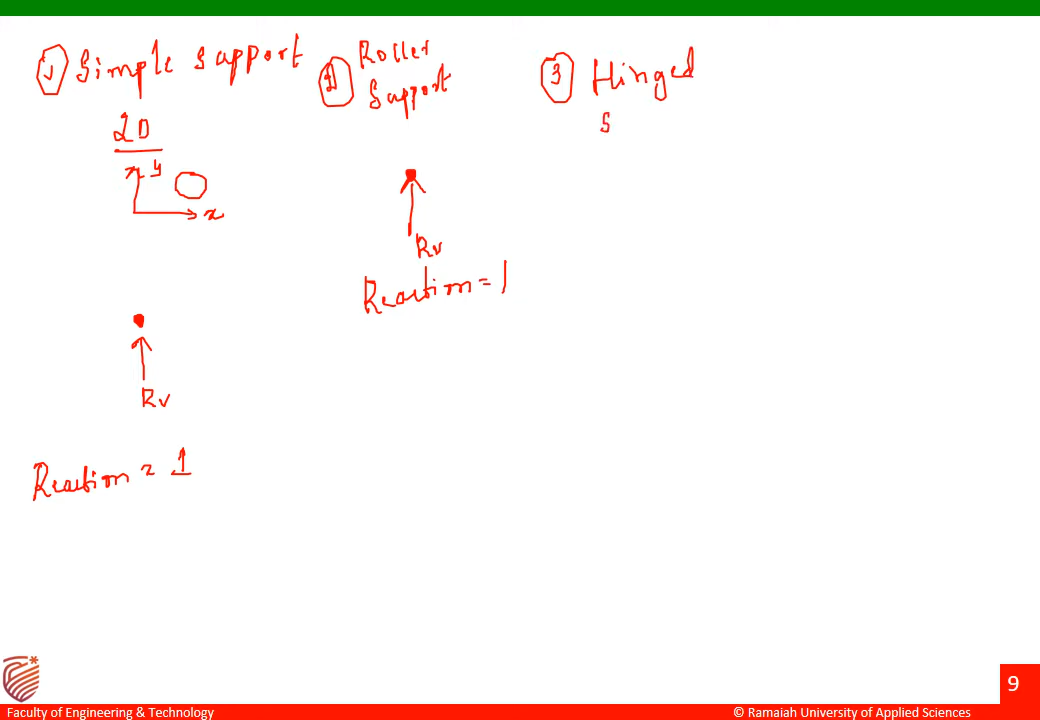 1 Simple support
2D
y
x
Rv
Reaction = 1
2 Roller
Support
Rv
Reaction = 1
3 Hinged
S
9
Faculty of Engineering & Technology
© Ramaiah University of Applied Sciences